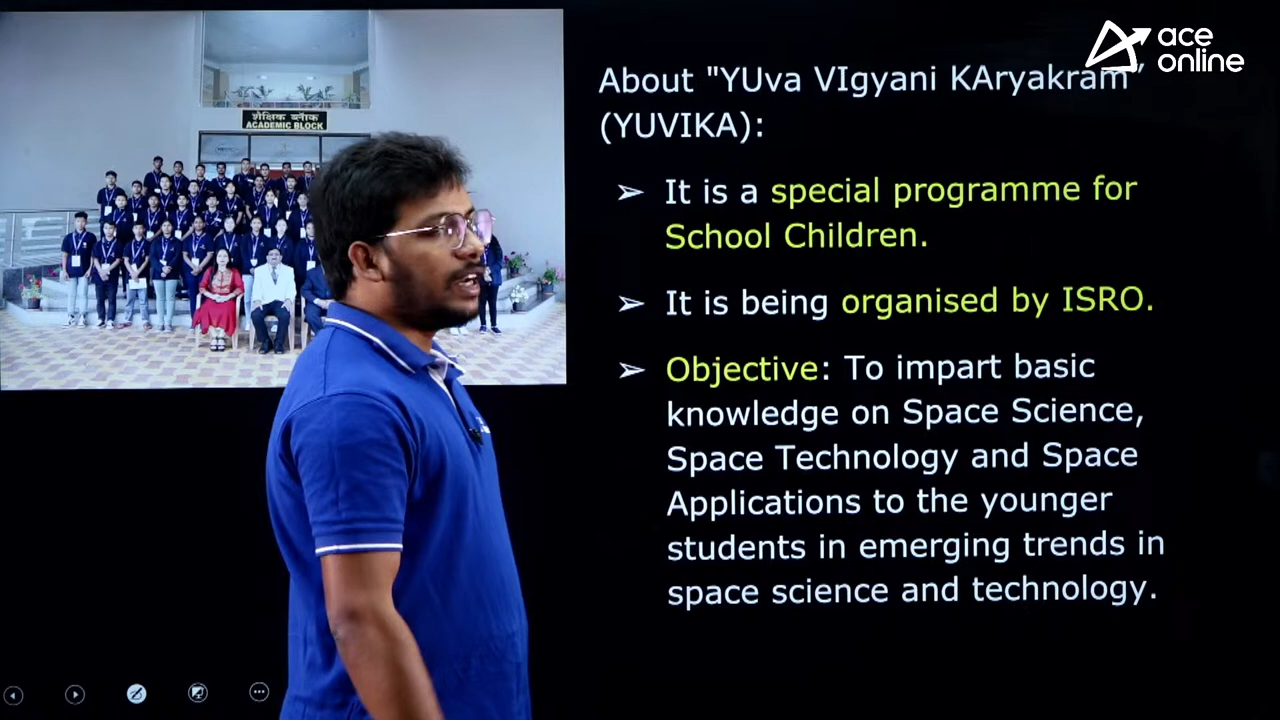 ace
online
About "YUva VIgyani KAryakram"
(YUVIKA):
➢ It is a special programme for
School Children.
➢ It is being organised by ISRO.
➢ Objective: To impart basic
knowledge on Space Science,
Space Technology and Space
Applications to the younger
students in emerging trends in
space science and technology.
शैक्षिक ब्लॉक
ACADEMIC BLOCK